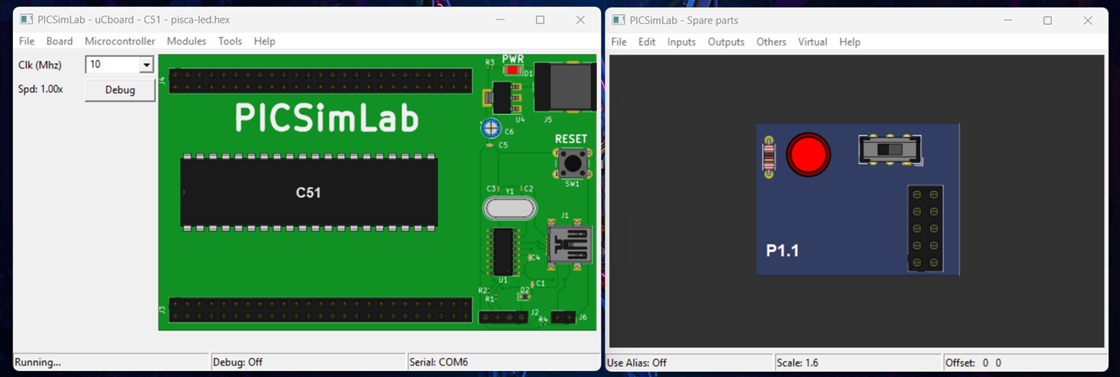 PICSimLab - uCboard - C51 - pisca-led.hex
File Board Microcontroller Modules Tools Help
Clk (Mhz) 10
Spd: 1.00x Debug
J4
PICSimLab
C51
J3
R3
PWR
D1
U4
J5
C6
C5
RESET
SW1
C3 Y1 C2
J1
C4
U1
C1
R2
R1
D2
J2
R4
J6
Running... Debug: Off Serial: COM6
PICSimLab - Spare parts
File Edit Inputs Outputs Others Virtual Help
P1.1
Use Alias: Off Scale: 1.6 Offset: 0 0